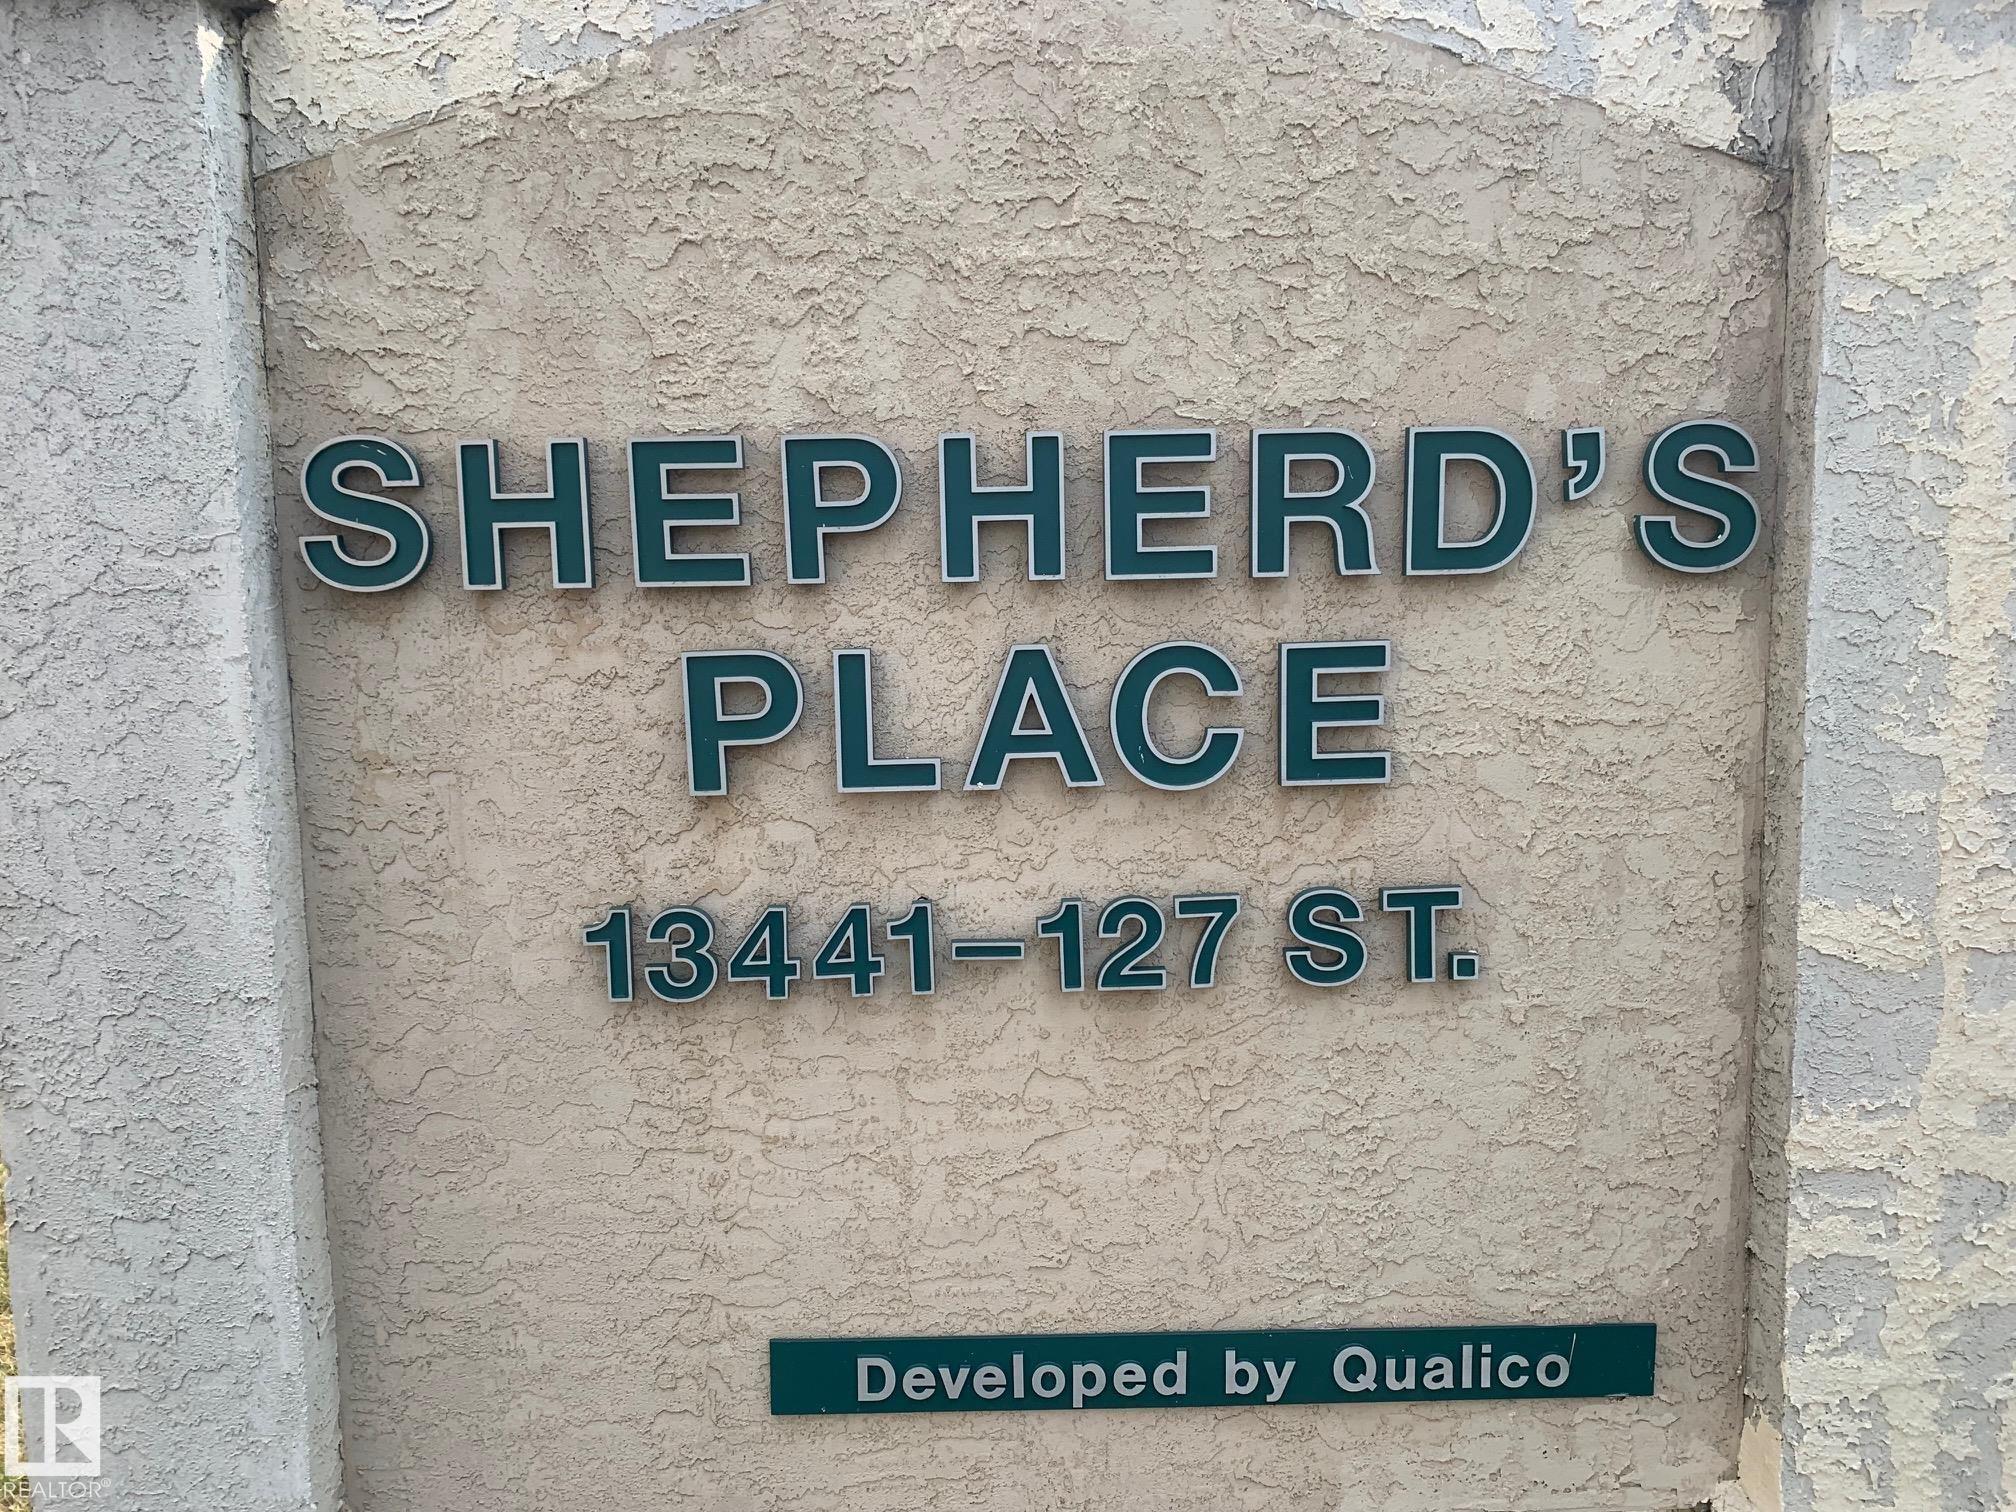 SHEPHERD'S
PLACE
13441-127 ST.
Developed by Qualico
REALTOR®